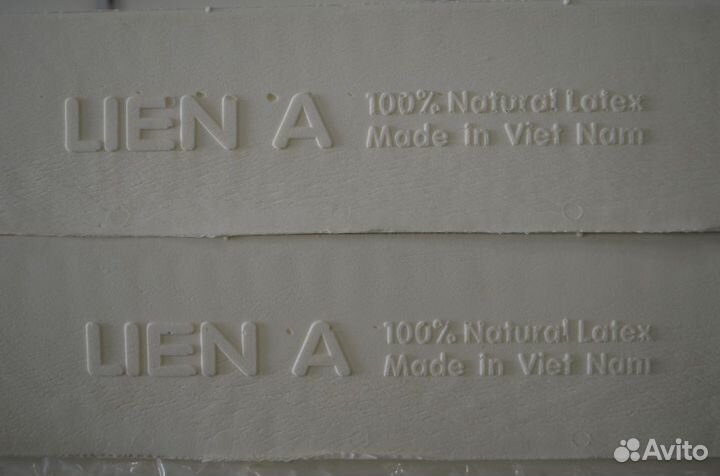 LIEN A 100% Natural Latex
Made in Viet Nam
LIEN A 100% Natural Latex
Made in Viet Nam
Avito